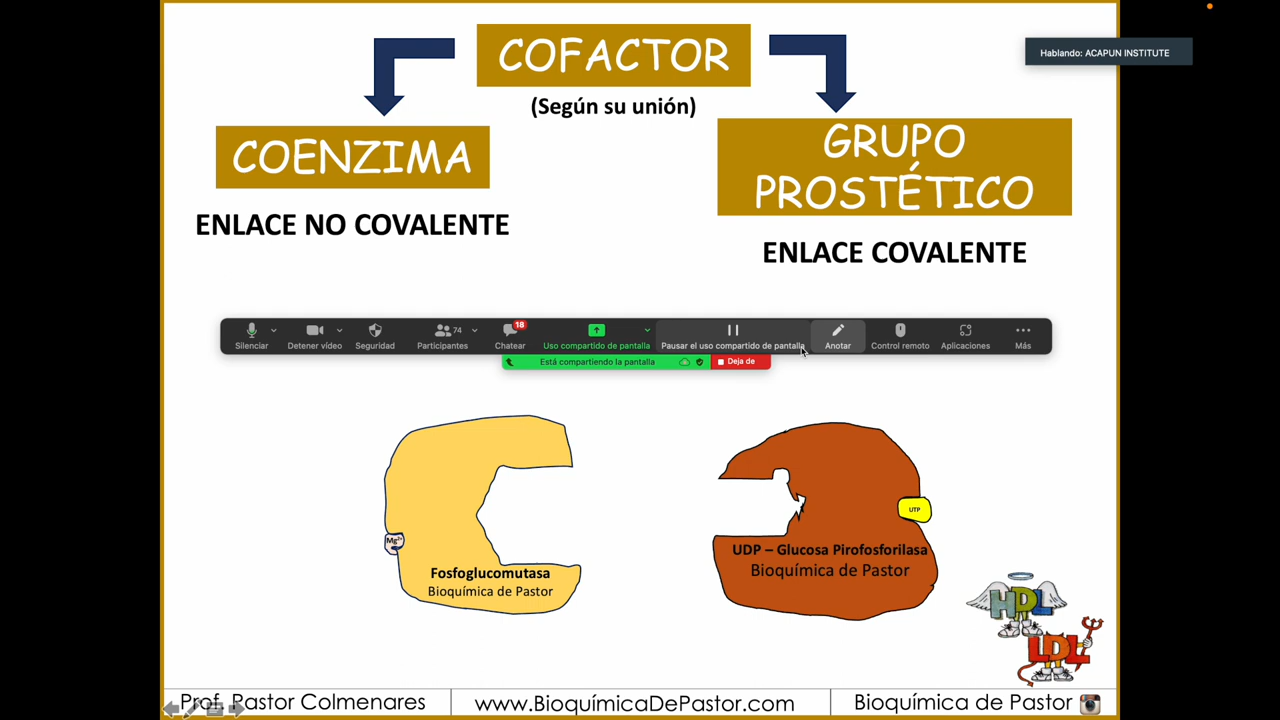 COFACTOR
(Según su unión)
Hablando: ACAPUN INSTITUTE
COENZIMA
ENLACE NO COVALENTE
GRUPO
PROSTÉTICO
ENLACE COVALENTE
Silenciar
Detener vídeo
Seguridad
74
Participantes
18
Chatear
Uso compartido de pantalla
Pausar el uso compartido de pantalla
Anotar
Control remoto
Aplicaciones
Más
Está compartiendo la pantalla
Deja de
Mg²⁺
Fosfoglucomutasa
Bioquímica de Pastor
UTP
UDP – Glucosa Pirofosforilasa
Bioquímica de Pastor
HDL
LDL
Prof. Pastor Colmenares
www.BioquímicaDePastor.com
Bioquímica de Pastor